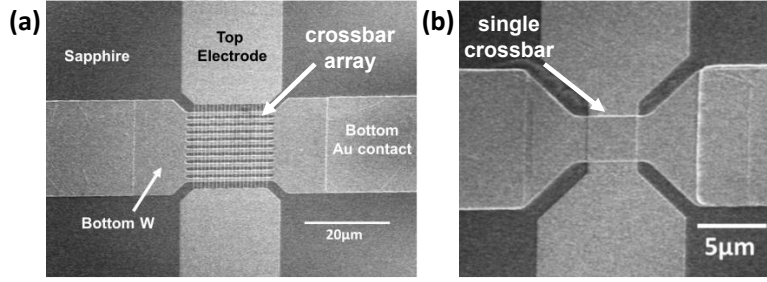 (a)
Sapphire
Top
Electrode
crossbar
array
Bottom
Au contact
Bottom W
20μm
(b)
single
crossbar
5μm